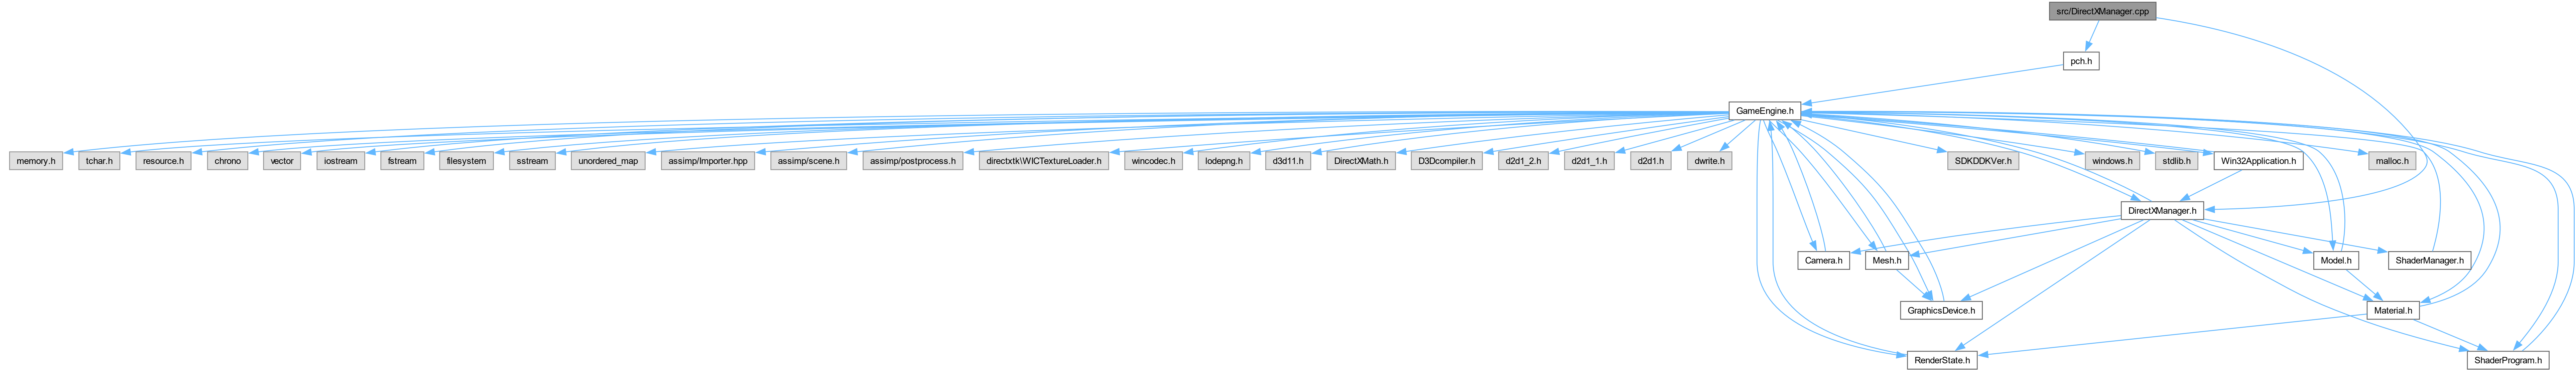 src/DirectXManager.cpp
pch.h
GameEngine.h
memory.h
tchar.h
resource.h
chrono
vector
iostream
fstream
filesystem
sstream
unordered_map
assimp/Importer.hpp
assimp/scene.h
assimp/postprocess.h
directxtk\WICTextureLoader.h
wincodec.h
lodepng.h
d3d11.h
DirectXMath.h
D3Dcompiler.h
d2d1_2.h
d2d1_1.h
d2d1.h
dwrite.h
SDKDDKVer.h
windows.h
stdlib.h
Win32Application.h
malloc.h
DirectXManager.h
Camera.h
Mesh.h
Model.h
ShaderManager.h
GraphicsDevice.h
Material.h
RenderState.h
ShaderProgram.h